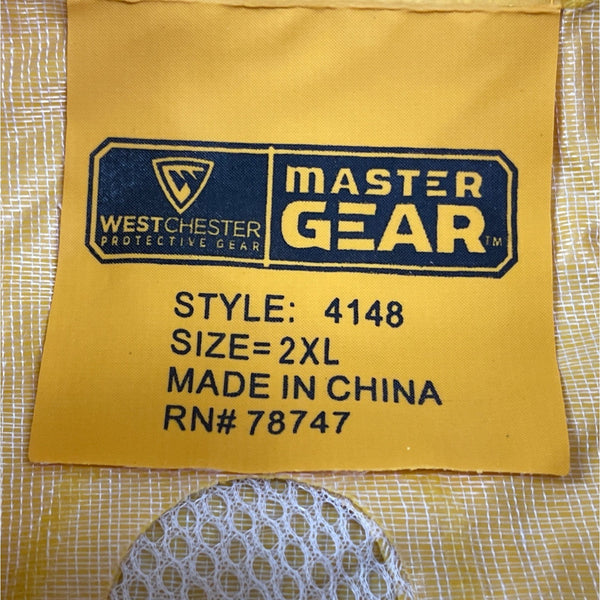 WESTCHESTER
PROTECTIVE GEAR
MASTER
GEAR™
STYLE: 4148
SIZE=2XL
MADE IN CHINA
RN# 78747